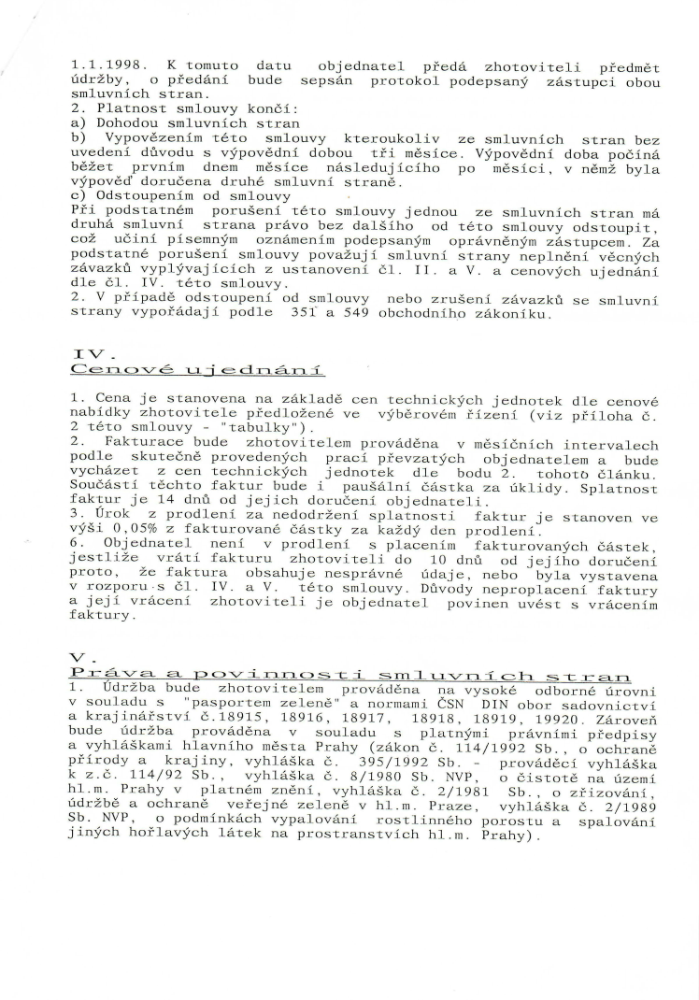 1.1.1998. K tomuto datu objednatel předá zhotoviteli předmět
údržby, o předání bude sepsán protokol podepsaný zástupci obou
smluvních stran.
2. Platnost smlouvy končí:
a) Dohodou smluvních stran
b) Vypovězením této smlouvy kteroukoliv ze smluvních stran bez
uvedení důvodu s výpovědní dobou tři měsíce. Výpovědní doba počíná
běžet prvním dnem měsíce následujícího po měsíci, v němž byla
výpověď doručena druhé smluvní straně.
c) Odstoupením od smlouvy
Při podstatném porušení této smlouvy jednou ze smluvních stran má
druhá smluvní strana právo bez dalšího od této smlouvy odstoupit,
což učiní písemným oznámením podepsaným oprávněným zástupcem. Za
podstatné porušení smlouvy považují smluvní strany neplnění věcných
závazků vyplývajících z ustanovení čl. II. a V. a cenových ujednání
dle čl. IV. této smlouvy.
2. V případě odstoupení od smlouvy nebo zrušení závazků se smluvní
strany vypořádají podle 351 a 549 obchodního zákoníku.
IV.
Cenové ujednání
1. Cena je stanovena na základě cen technických jednotek dle cenové
nabídky zhotovitele předložené ve výběrovém řízení (viz příloha č.
2 této smlouvy - "tabulky").
2. Fakturace bude zhotovitelem prováděna v měsíčních intervalech
podle skutečně provedených prací převzatých objednatelem a bude
vycházet z cen technických jednotek dle bodu 2. tohoto článku.
Součástí těchto faktur bude i paušální částka za úklidy. Splatnost
faktur je 14 dnů od jejich doručení objednateli.
3. Úrok z prodlení za nedodržení splatnosti faktur je stanoven ve
výši 0,05% z fakturované částky za každý den prodlení.
6. Objednatel není v prodlení s placením fakturovaných částek,
jestliže vrátí fakturu zhotoviteli do 10 dnů od jejího doručení
proto, že faktura obsahuje nesprávné údaje, nebo byla vystavena
v rozporu s čl. IV. a V. této smlouvy. Důvody neproplacení faktury
a její vrácení zhotoviteli je objednatel povinen uvést s vrácením
faktury.
V.
Práva a povinnosti smluvních stran
1. Údržba bude zhotovitelem prováděna na vysoké odborné úrovni
v souladu s "pasportem zeleně" a normami ČSN DIN obor sadovnictví
a krajinářství č.18915, 18916, 18917, 18918, 18919, 19920. Zároveň
bude údržba prováděna v souladu s platnými právními předpisy
a vyhláškami hlavního města Prahy (zákon č. 114/1992 Sb., o ochraně
přírody a krajiny, vyhláška č. 395/1992 Sb. - prováděcí vyhláška
k z.č. 114/92 Sb., vyhláška č. 8/1980 Sb. NVP, o čistotě na území
hl.m. Prahy v platném znění, vyhláška č. 2/1981 Sb., o zřizování,
údržbě a ochraně veřejné zeleně v hl.m. Praze, vyhláška č. 2/1989
Sb. NVP, o podmínkách vypalování rostlinného porostu a spalování
jiných hořlavých látek na prostranstvích hl.m. Prahy).